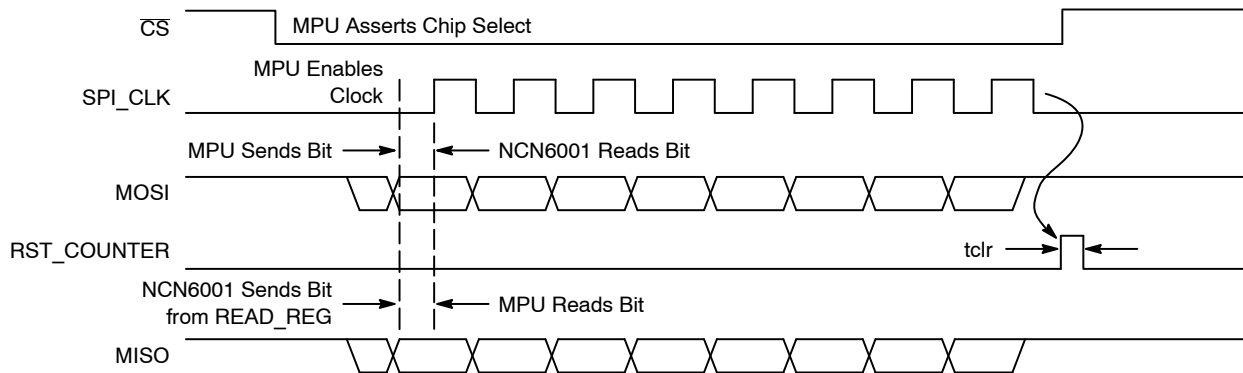 CS
MPU Asserts Chip Select
MPU Enables
Clock
SPI_CLK
MPU Sends Bit
NCN6001 Reads Bit
MOSI
RST_COUNTER
tclr
NCN6001 Sends Bit
from READ_REG
MPU Reads Bit
MISO